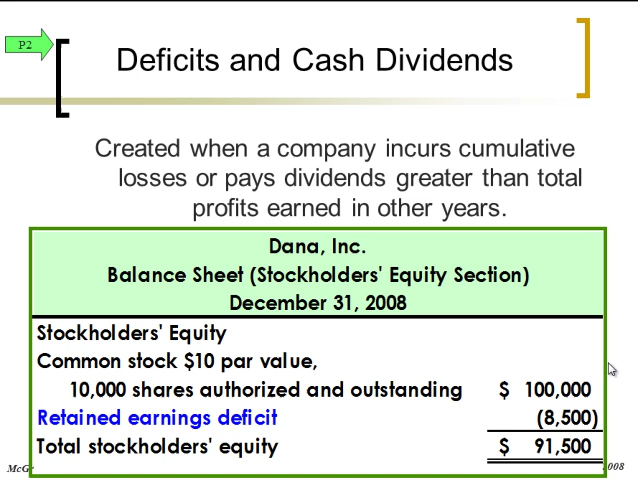 P2
Deficits and Cash Dividends
Created when a company incurs cumulative
losses or pays dividends greater than total
profits earned in other years.
Dana, Inc.
Balance Sheet (Stockholders' Equity Section)
December 31, 2008
Stockholders' Equity
Common stock $10 par value,
10,000 shares authorized and outstanding $ 100,000
Retained earnings deficit (8,500)
Total stockholders' equity $ 91,500